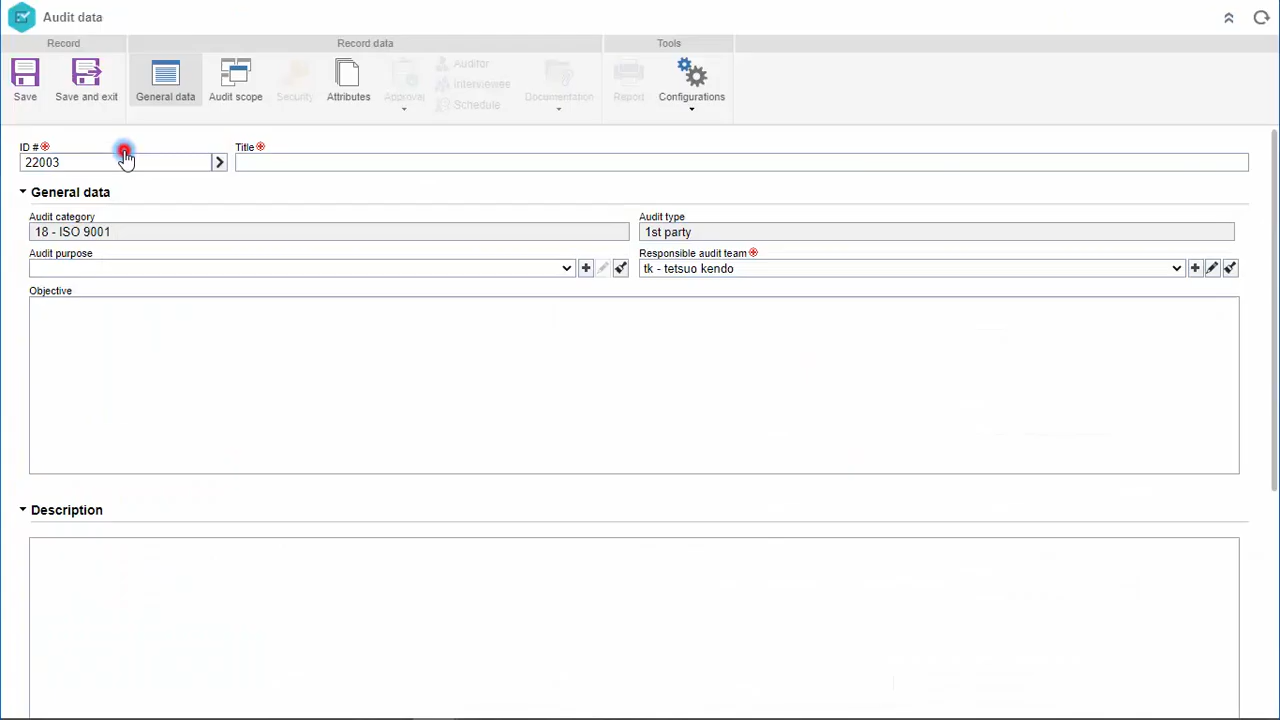 Audit data
Record
Record data
Tools
Save
Save and exit
General data
Audit scope
Security
Attributes
Approval
Auditor
Interviewee
Schedule
Documentation
Report
Configurations
ID #
Title
22003
General data
Audit category
Audit type
18 - ISO 9001
1st party
Audit purpose
Responsible audit team
tk - tetsuo kendo
Objective
Description